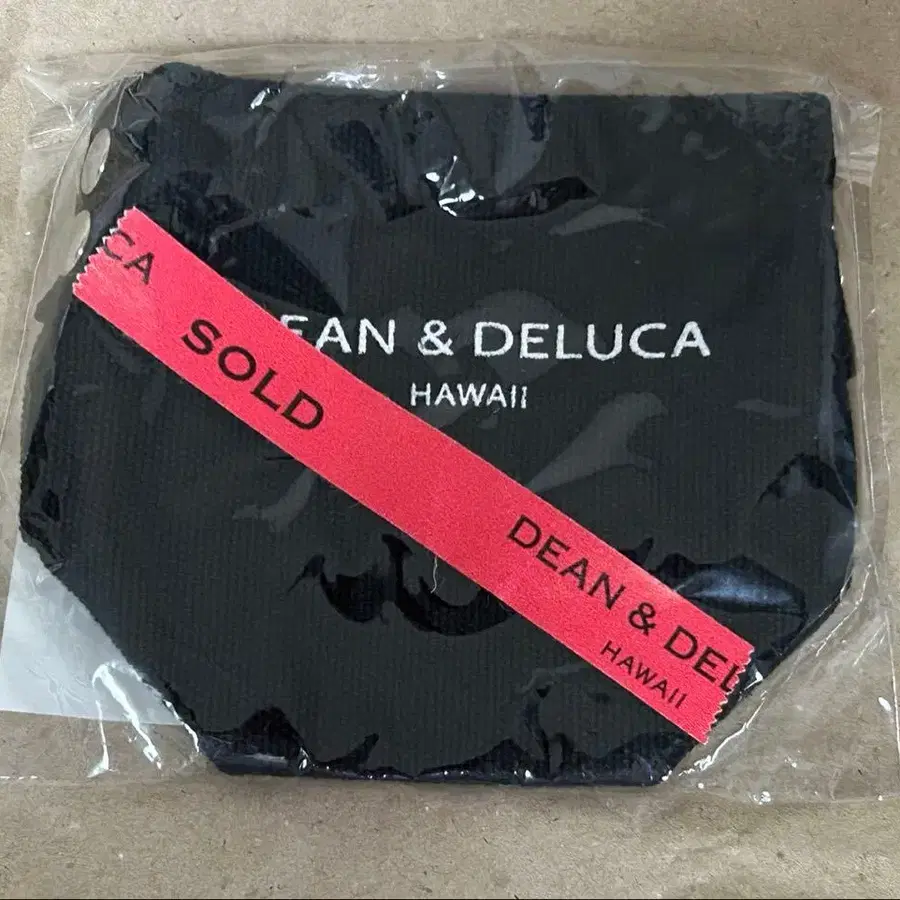 CA
SOLD
EAN & DELUCA
HAWAII
DEAN & DEL
HAWAII